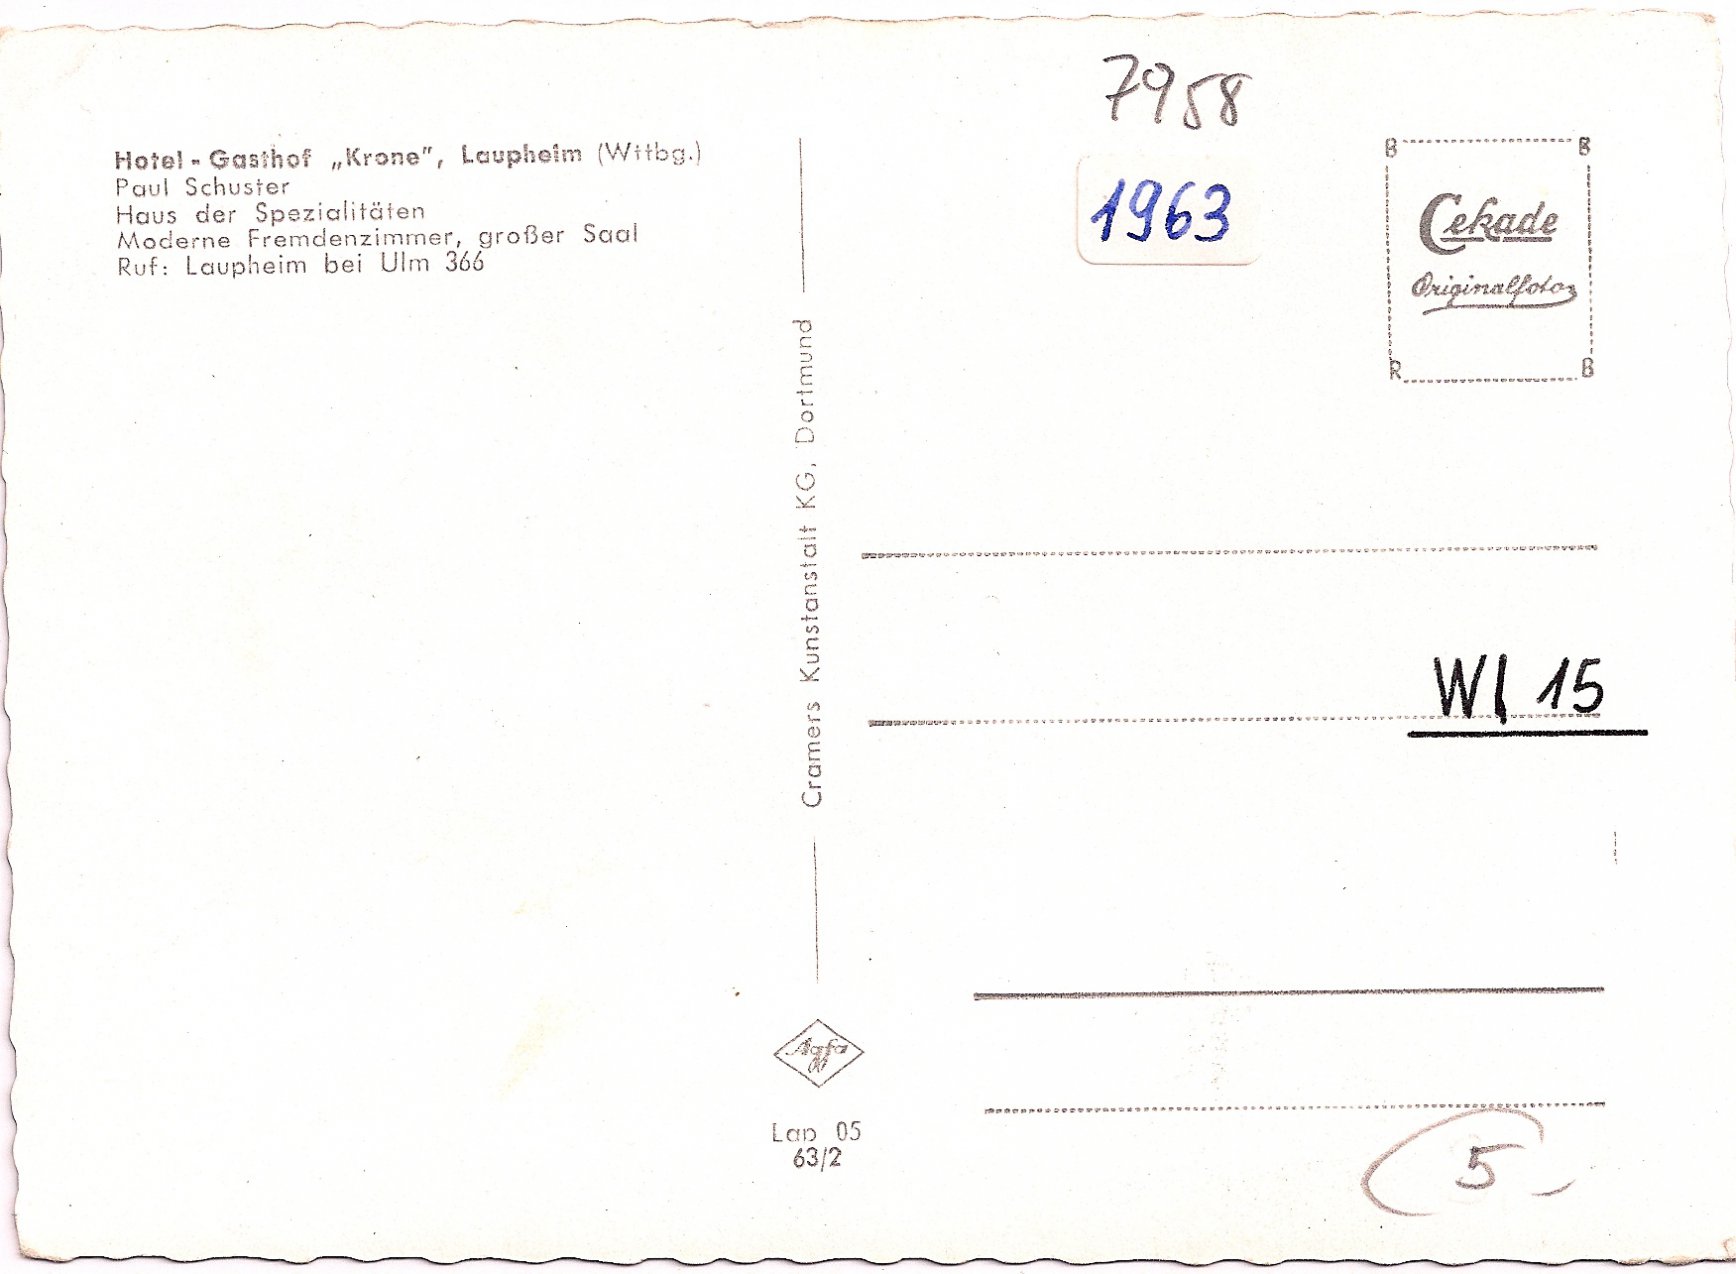 Hotel-Gasthof „Krone", Laupheim (Wttbg.)
Paul Schuster
Haus der Spezialitäten
Moderne Fremdenzimmer, großer Saal
Ruf: Laupheim bei Ulm 366
Cramers Kunstanstalt KG, Dortmund
Agfa
Lap 05
63/2
7958
1963
B B
Cekade
Originalfoto
R B
WL 15
5